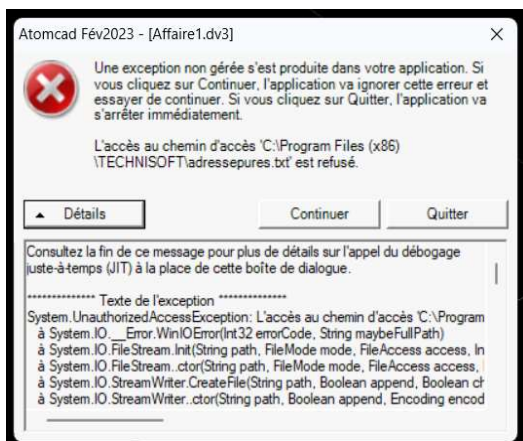 Atomcad Fév2023 - [Affaire1.dv3]
Une exception non gérée s'est produite dans votre application. Si
vous cliquez sur Continuer, l'application va ignorer cette erreur et
essayer de continuer. Si vous cliquez sur Quitter, l'application va
s'arrêter immédiatement.
L'accès au chemin d'accès 'C:\Program Files (x86)
\TECHNISOFT\adressepures.txt' est refusé.
Détails
Continuer
Quitter
Consultez la fin de ce message pour plus de détails sur l'appel du débogage
juste-à-temps (JIT) à la place de cette boîte de dialogue.
************** Texte de l'exception **************
System.UnauthorizedAccessException: L'accès au chemin d'accès 'C:\Program
à System.IO.__Error.WinIOError(Int32 errorCode, String maybeFullPath)
à System.IO.FileStream.Init(String path, FileMode mode, FileAccess access, In
à System.IO.FileStream..ctor(String path, FileMode mode, FileAccess access,
à System.IO.StreamWriter.CreateFile(String path, Boolean append, Boolean ch
à System.IO.StreamWriter..ctor(String path, Boolean append, Encoding encod